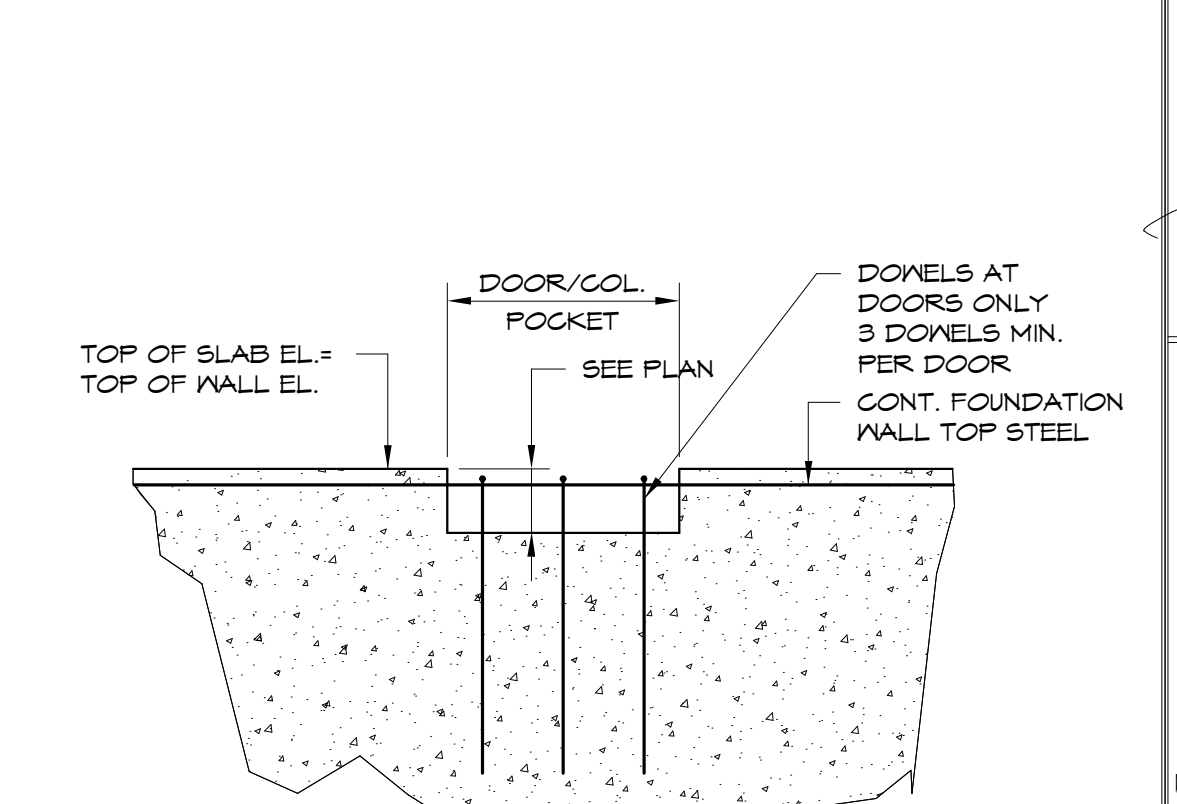 DOOR/COL.
POCKET
TOP OF SLAB EL.=
TOP OF WALL EL.
SEE PLAN
DOWELS AT
DOORS ONLY
3 DOWELS MIN.
PER DOOR
CONT. FOUNDATION
WALL TOP STEEL